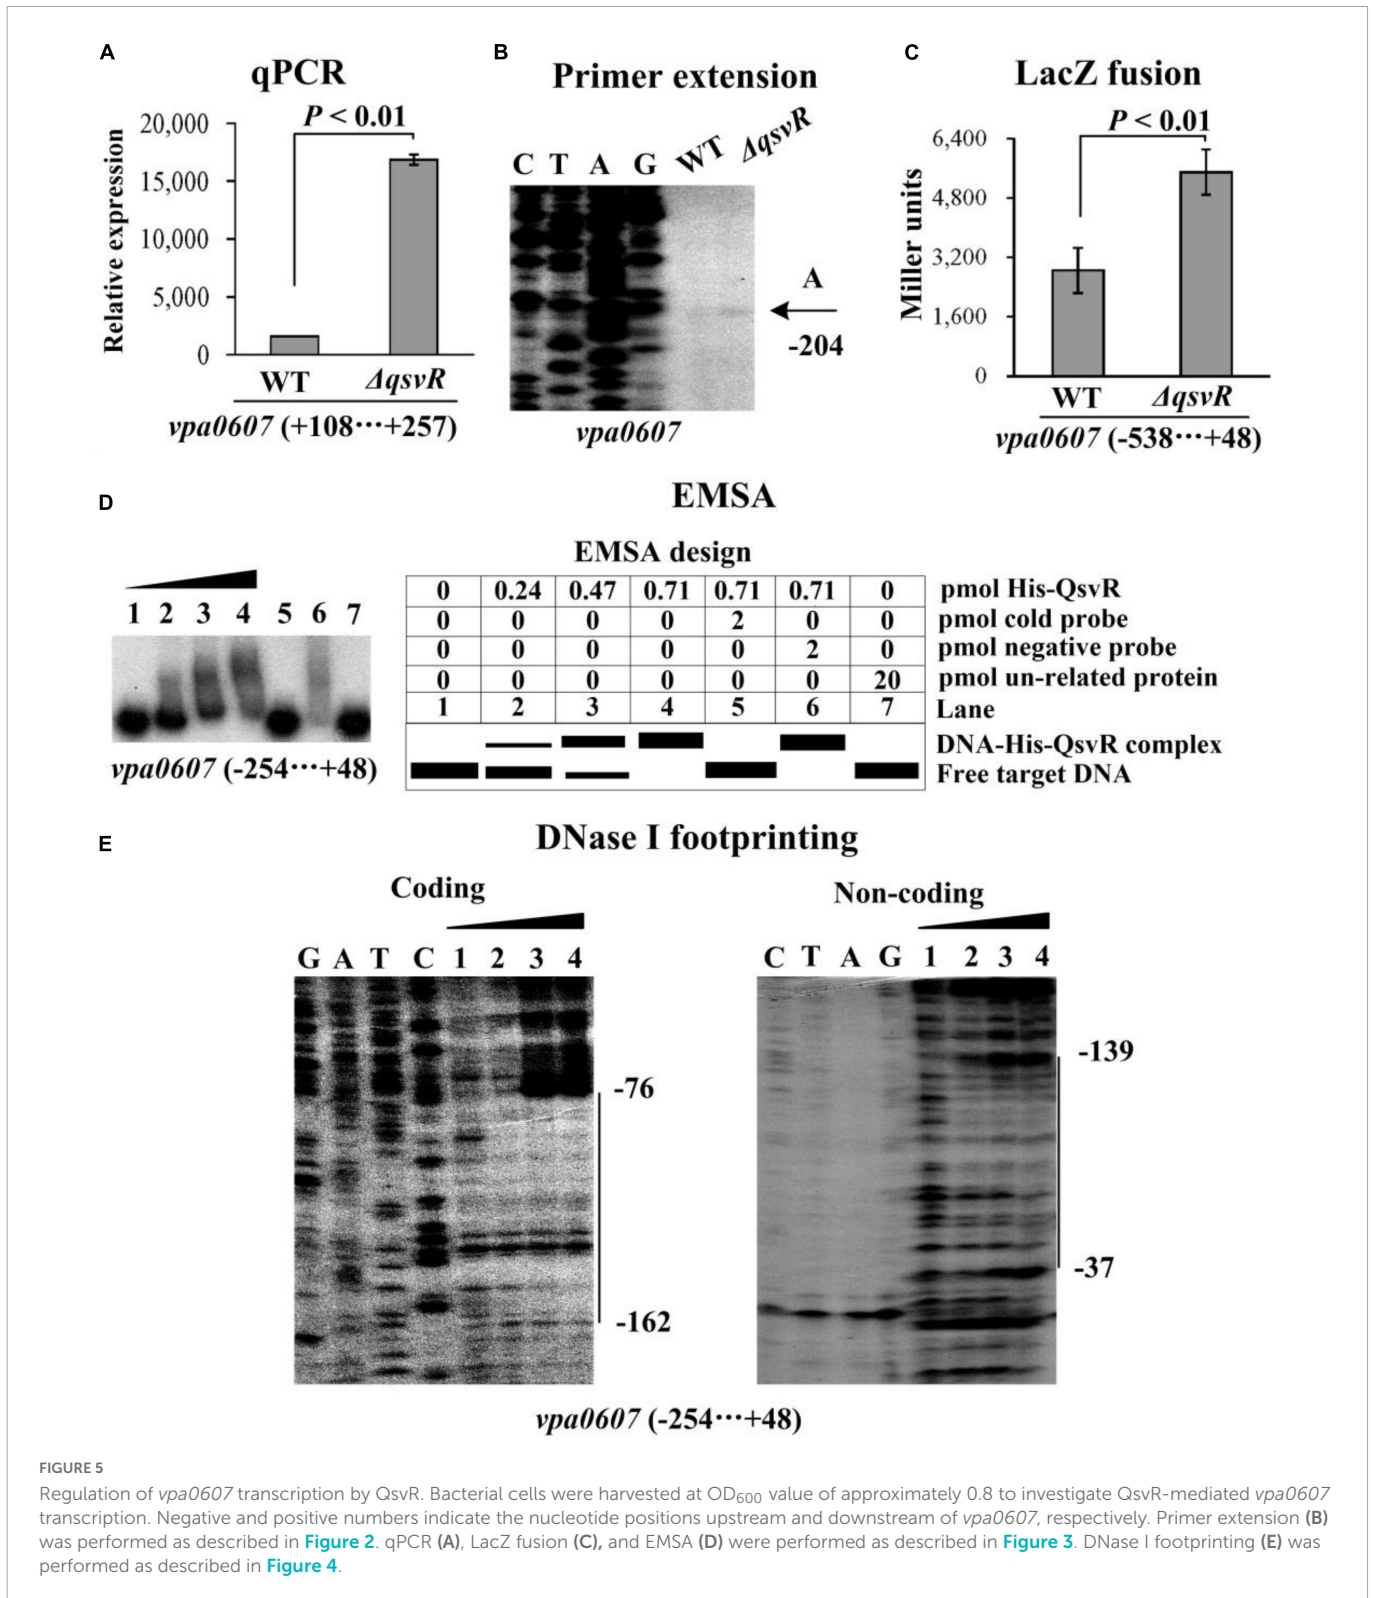 A
qPCR
P < 0.01
20,000
15,000
10,000
5,000
0
Relative expression
WT ΔqsvR
vpa0607 (+108···+257)
B
Primer extension
C T A G WT ΔqsvR
A
-204
vpa0607
C
LacZ fusion
P < 0.01
6,400
4,800
3,200
1,600
0
Miller units
WT ΔqsvR
vpa0607 (-538···+48)
D
EMSA
1 2 3 4 5 6 7
vpa0607 (-254···+48)
EMSA design
0 0.24 0.47 0.71 0.71 0.71 0 pmol His-QsvR
0 0 0 0 2 0 0 pmol cold probe
0 0 0 0 0 2 0 pmol negative probe
0 0 0 0 0 0 20 pmol un-related protein
1 2 3 4 5 6 7 Lane
DNA-His-QsvR complex
Free target DNA
E
DNase I footprinting
Coding
G A T C 1 2 3 4
-76
-162
Non-coding
C T A G 1 2 3 4
-139
-37
vpa0607 (-254···+48)
FIGURE 5
Regulation of vpa0607 transcription by QsvR. Bacterial cells were harvested at OD600 value of approximately 0.8 to investigate QsvR-mediated vpa0607
transcription. Negative and positive numbers indicate the nucleotide positions upstream and downstream of vpa0607, respectively. Primer extension (B)
was performed as described in Figure 2. qPCR (A), LacZ fusion (C), and EMSA (D) were performed as described in Figure 3. DNase I footprinting (E) was
performed as described in Figure 4.